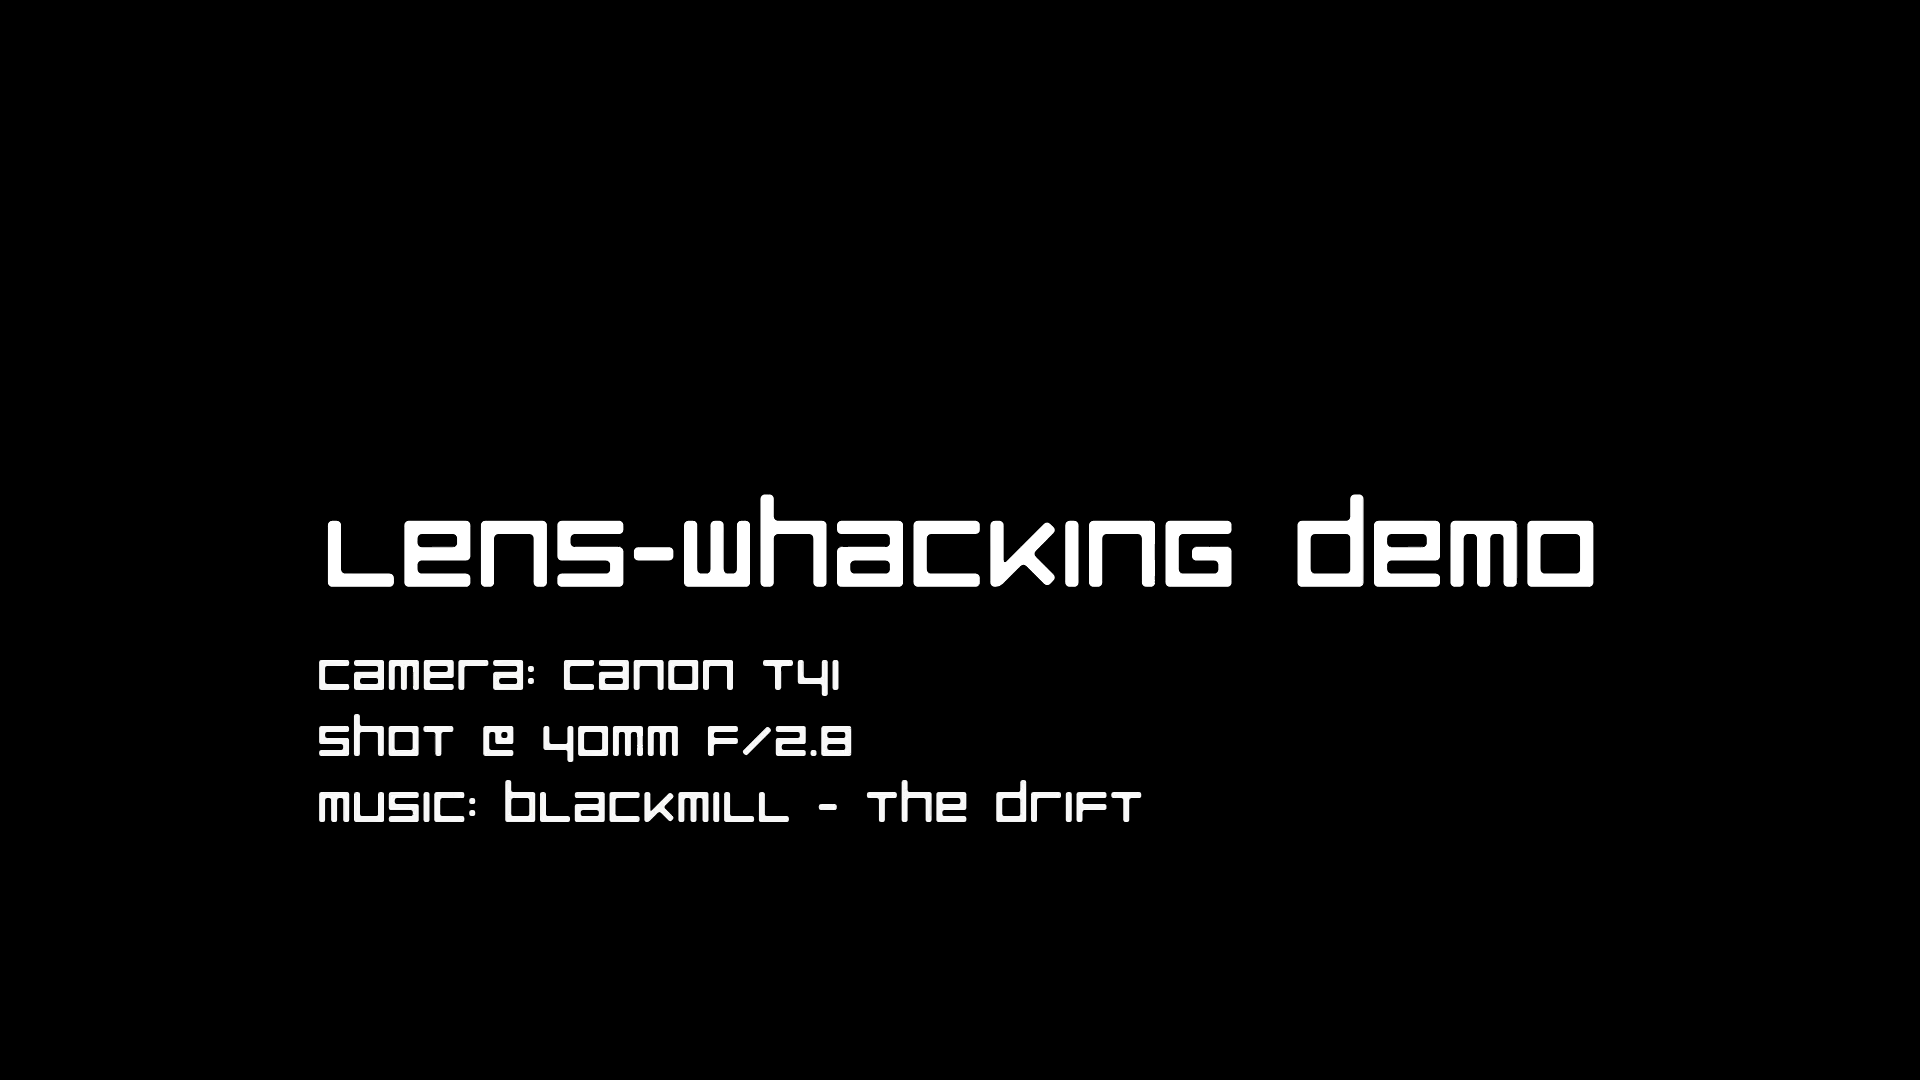 Lens-whacking demo
camera: canon T4i
shot @ 40mm F/2.8
music: blackmill - The drift